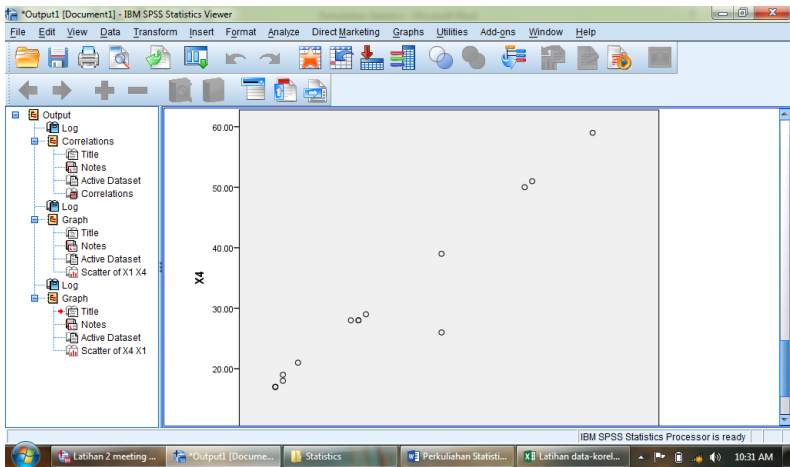 *Output1 [Document1] - IBM SPSS Statistics Viewer
File Edit View Data Transform Insert Format Analyze Direct Marketing Graphs Utilities Add-ons Window Help
Output
Log
Correlations
Title
Notes
Active Dataset
Correlations
Log
Graph
Title
Notes
Active Dataset
Scatter of X1 X4
Log
Graph
Title
Notes
Active Dataset
Scatter of X4 X1
60.00
50.00
40.00
30.00
20.00
X4
IBM SPSS Statistics Processor is ready
Latihan 2 meeting ...
*Output1 [Docume...
Statistics
Perkuliahan Statisti...
Latihan data-korel...
10:31 AM